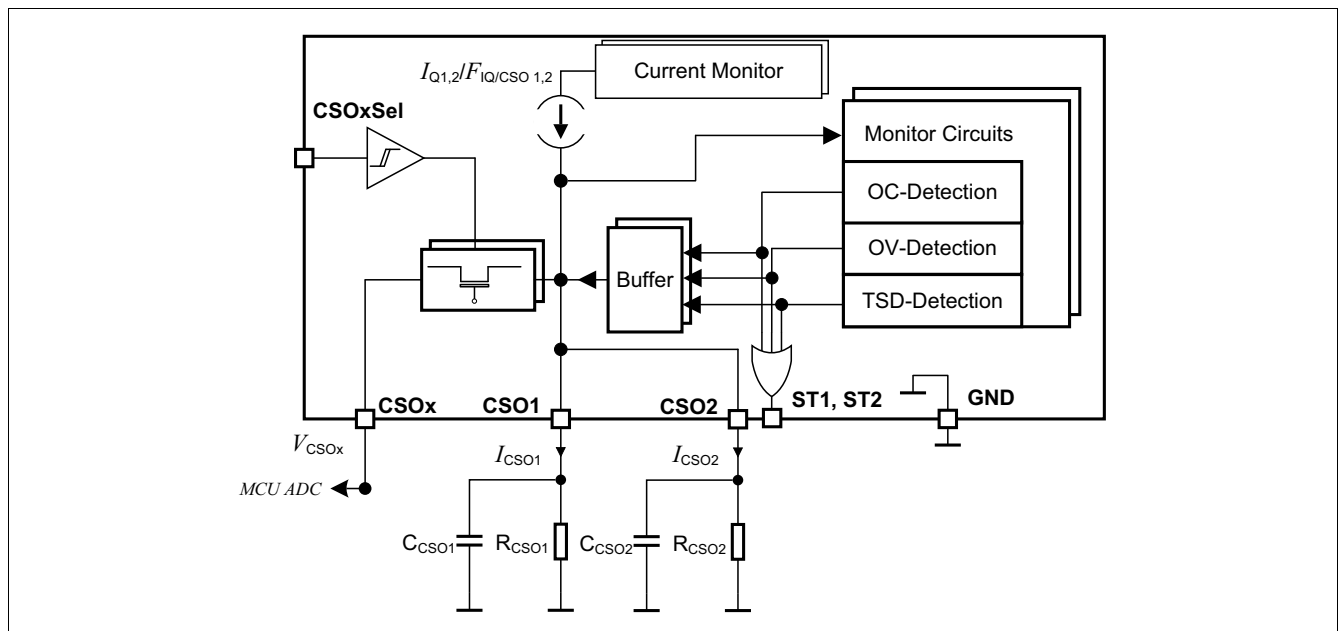 Current Monitor
IQ1,2/FIQ/CSO 1,2
CSOxSel
Monitor Circuits
OC-Detection
OV-Detection
TSD-Detection
Buffer
CSOx
CSO1
CSO2
ST1, ST2
GND
VCSOx
ICSO1
ICSO2
MCU ADC
CCSO1
RCSO1
CCSO2
RCSO2